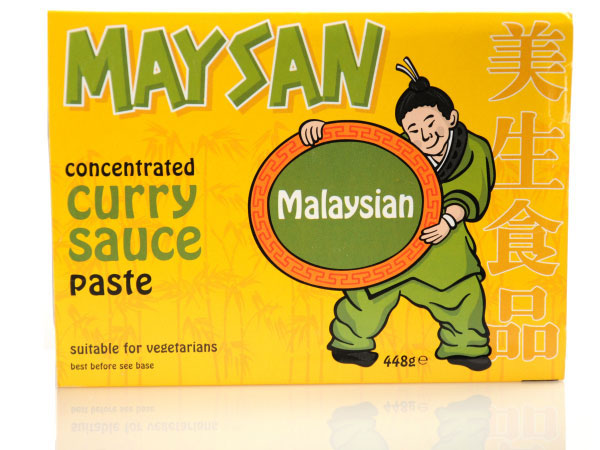 MAYSAN
concentrated
curry
sauce
paste
Malaysian
suitable for vegetarians
best before see base
448g ℮
美生食品